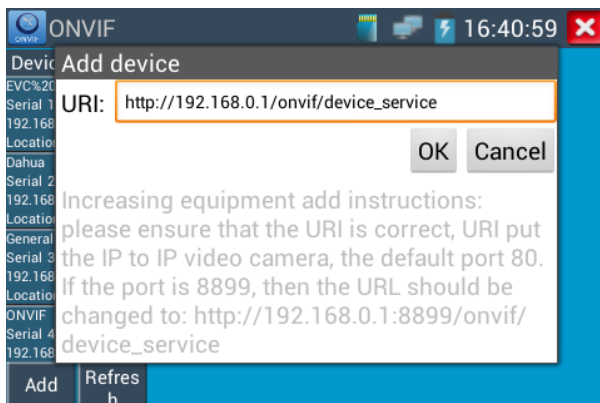 ONVIF
ONVIF
16:40:59
Add device
URI: http://192.168.0.1/onvif/device_service
OK Cancel
Increasing equipment add instructions:
please ensure that the URI is correct, URI put
the IP to IP video camera, the default port 80.
If the port is 8899, then the URL should be
changed to: http://192.168.0.1:8899/onvif/
device_service
Devic
EVC%20
Serial 1
192.168
Locatio
Dahua
Serial 2
192.168
Locatio
General
Serial 3
192.168
Locatio
ONVIF
Serial 4
192.168
Add
Refres
h